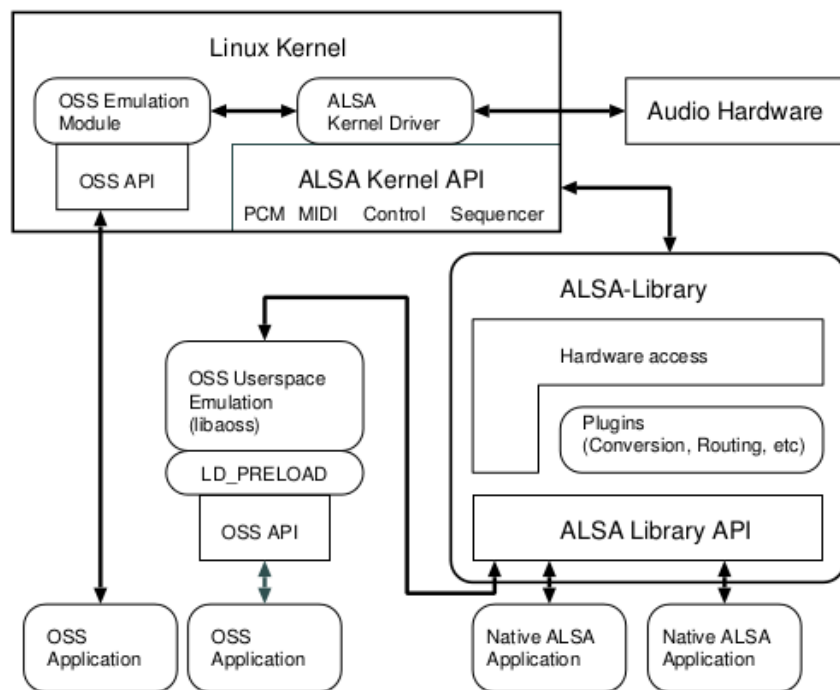 Linux Kernel
OSS Emulation
Module
ALSA
Kernel Driver
Audio Hardware
OSS API
ALSA Kernel API
PCM MIDI Control Sequencer
ALSA-Library
Hardware access
OSS Userspace
Emulation
(libaoss)
Plugins
(Conversion, Routing, etc)
LD_PRELOAD
OSS API
ALSA Library API
OSS
Application
OSS
Application
Native ALSA
Application
Native ALSA
Application